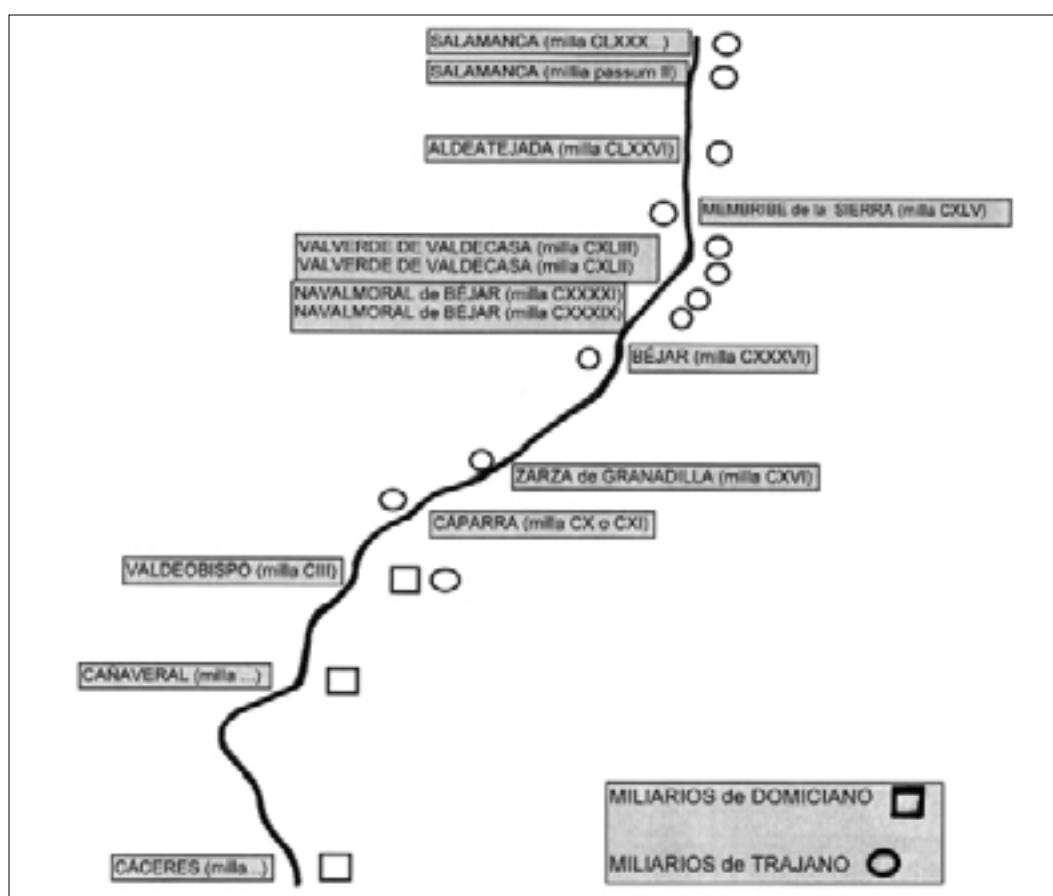 SALAMANCA (milla CLXXX...)
SALAMANCA (millia passum II)
ALDEATEJADA (milla CLXXVI)
MEMBRIBE de la SIERRA (milla CXLV)
VALVERDE DE VALDECASA (milla CXLIII)
VALVERDE DE VALDECASA (milla CXLII)
NAVALMORAL de BÉJAR (milla CXXXXI)
NAVALMORAL de BÉJAR (milla CXXXIX)
BÉJAR (milla CXXXVI)
ZARZA de GRANADILLA (milla CXVI)
CAPARRA (milla CX o CXI)
VALDEOBISPO (milla CIII)
CAÑAVERAL (milla ...)
MILIARIOS de DOMICIANO
MILIARIOS de TRAJANO
CÁCERES (milla...)